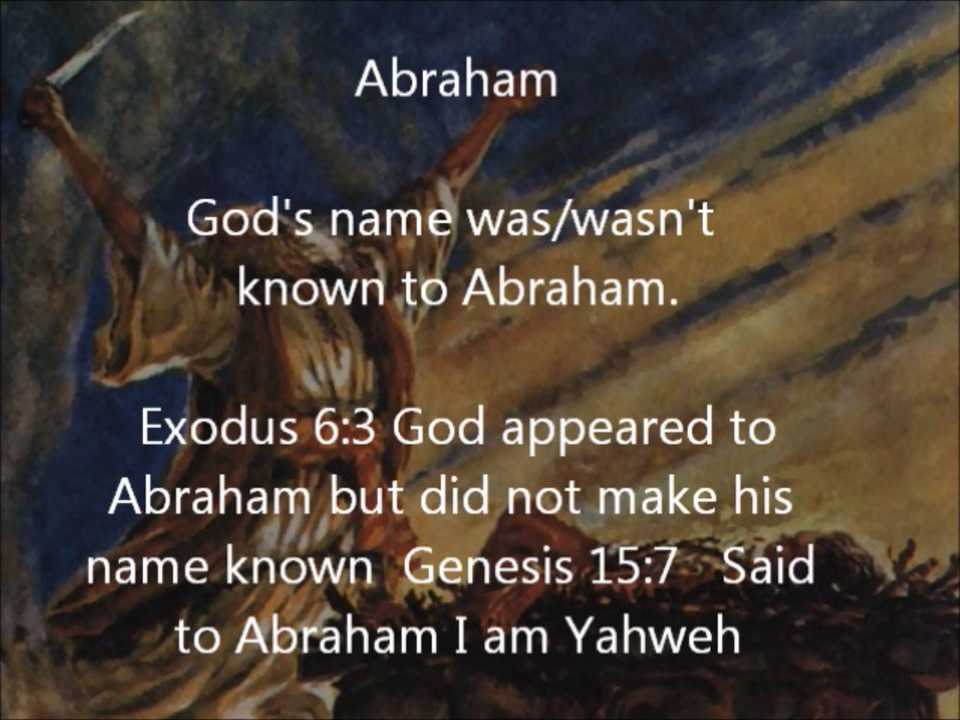 Abraham
God's name was/wasn't
known to Abraham.
Exodus 6:3 God appeared to
Abraham but did not make his
name known  Genesis 15:7   Said
to Abraham I am Yahweh